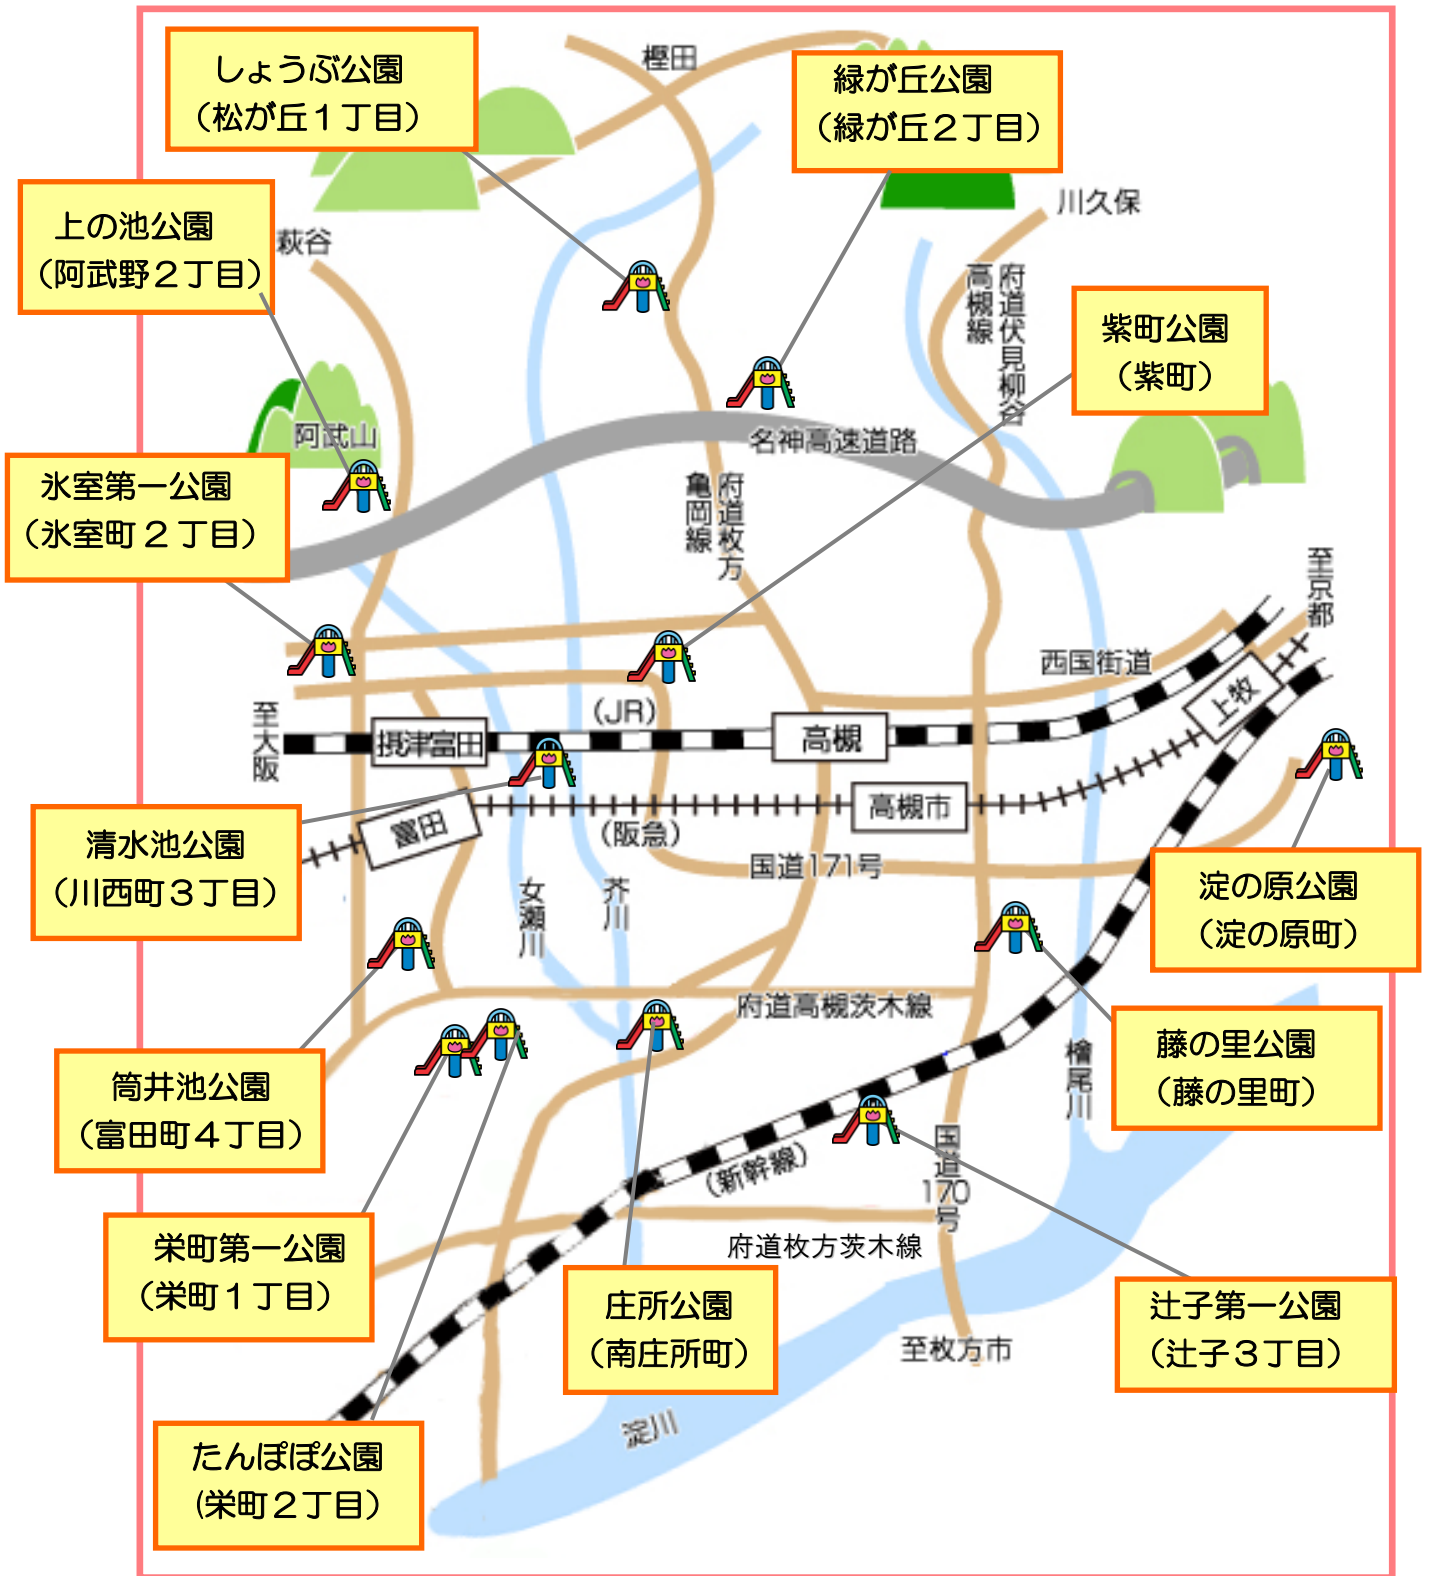 しょうぶ公園
（松が丘１丁目）
樫田
緑が丘公園
（緑が丘２丁目）
上の池公園
（阿武野２丁目）
萩谷
川久保
府道伏見柳谷
高槻線
紫町公園
（紫町）
阿武山
名神高速道路
氷室第一公園
（氷室町２丁目）
府道枚方
亀岡線
至京都
西国街道
上牧
至大阪
（JR）
摂津富田
高槻
富田
高槻市
（阪急）
国道171号
清水池公園
（川西町３丁目）
女瀬川
芥川
淀の原公園
（淀の原町）
府道高槻茨木線
藤の里公園
（藤の里町）
檜尾川
筒井池公園
（富田町４丁目）
（新幹線）
国道
170
号
栄町第一公園
（栄町１丁目）
府道枚方茨木線
庄所公園
（南庄所町）
辻子第一公園
（辻子３丁目）
至枚方市
淀川
たんぽぽ公園
（栄町２丁目）